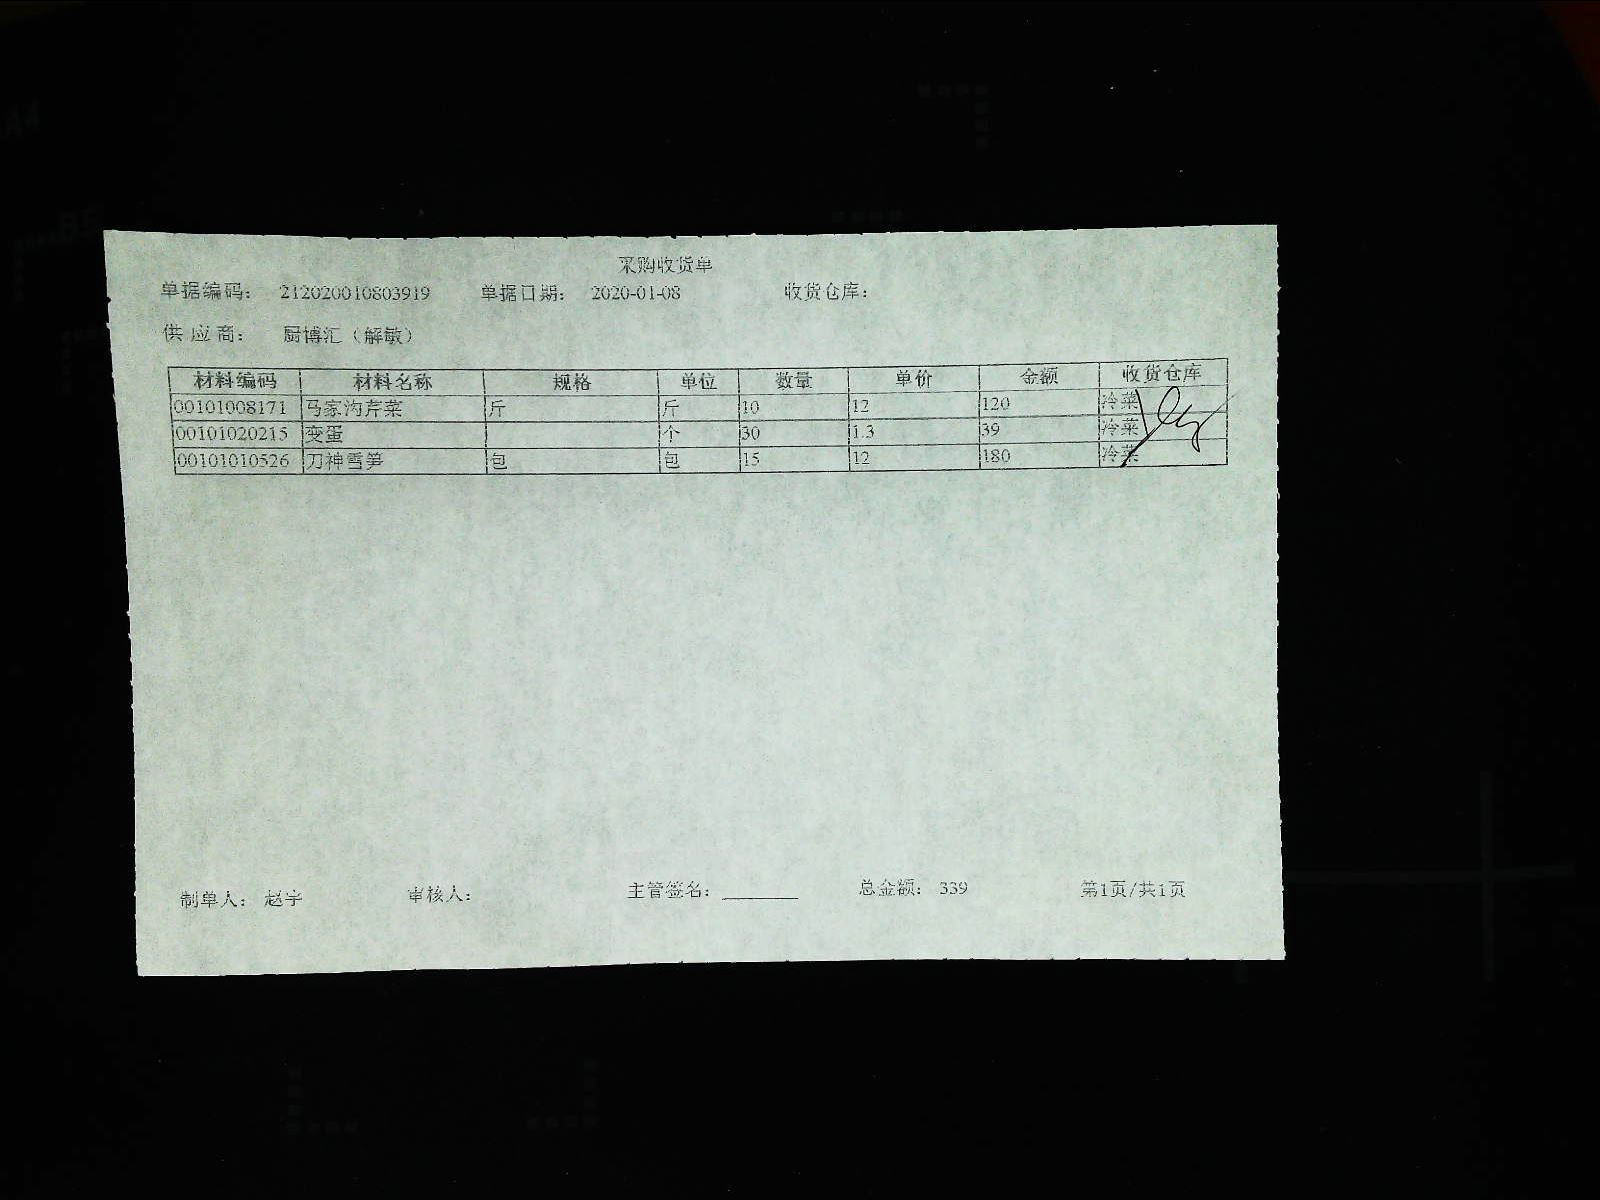 采购收货单
单据编码： 212020010803919 单据日期： 2020-01-08 收货仓库：
供应商： 厨博汇（解敏）
材料编码 材料名称 规格 单位 数量 单价 金额 收货仓库
00101008171 马家沟芹菜 斤 斤 10 12 120 冷菜
00101020215 变蛋 个 30 1.3 39 冷菜
00101010526 刀神雪笋 包 包 15 12 180 冷菜
制单人： 赵宇 审核人： 主管签名： 总金额： 339 第1页/共1页